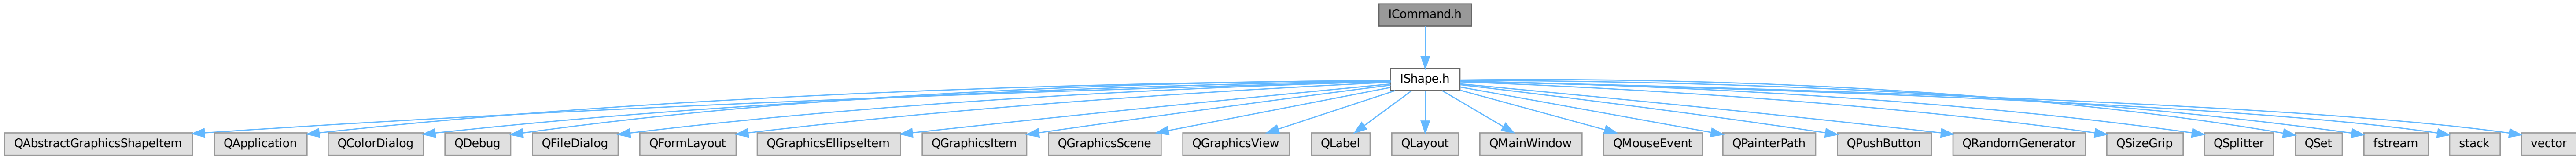 ICommand.h
IShape.h
QAbstractGraphicsShapeItem
QApplication
QColorDialog
QDebug
QFileDialog
QFormLayout
QGraphicsEllipseItem
QGraphicsItem
QGraphicsScene
QGraphicsView
QLabel
QLayout
QMainWindow
QMouseEvent
QPainterPath
QPushButton
QRandomGenerator
QSizeGrip
QSplitter
QSet
fstream
stack
vector